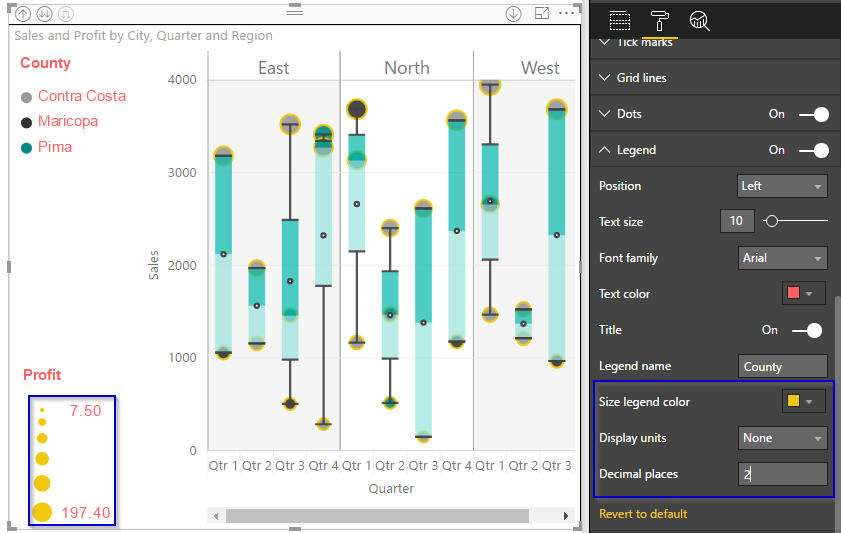 Sales and Profit by City, Quarter and Region
County
Contra Costa
Maricopa
Pima
East North West
Sales
4000
3000
2000
1000
0
Qtr 1 Qtr 2 Qtr 3 Qtr 4 Qtr 1 Qtr 2 Qtr 3 Qtr 4 Qtr 1 Qtr 2 Qtr 3
Quarter
Profit
7.50
197.40
Tick marks
Grid lines
Dots On
Legend On
Position Left
Text size 10
Font family Arial
Text color
Title On
Legend name County
Size legend color
Display units None
Decimal places 2
Revert to default